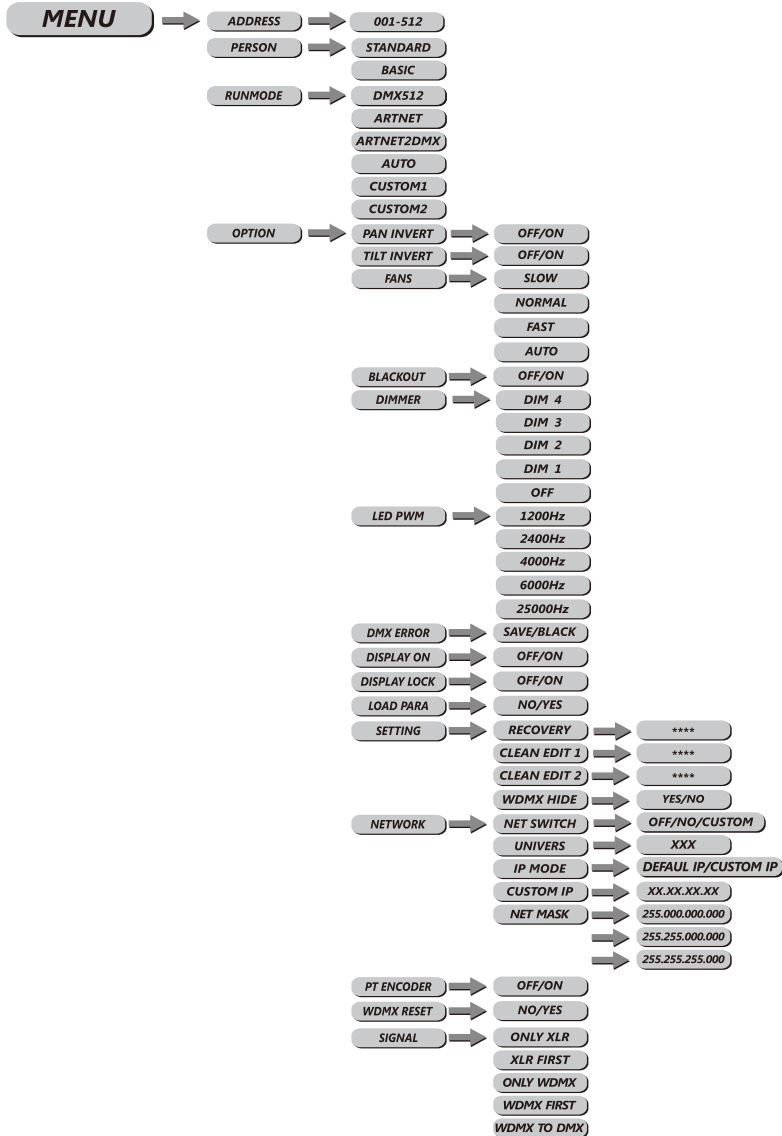 MENU ADDRESS 001-512
PERSON STANDARD
BASIC
RUNMODE DMX512
ARTNET
ARTNET2DMX
AUTO
CUSTOM1
CUSTOM2
OPTION PAN INVERT OFF/ON
TILT INVERT OFF/ON
FANS SLOW
NORMAL
FAST
AUTO
BLACKOUT OFF/ON
DIMMER DIM 4
DIM 3
DIM 2
DIM 1
OFF
LED PWM 1200Hz
2400Hz
4000Hz
6000Hz
25000Hz
DMX ERROR SAVE/BLACK
DISPLAY ON OFF/ON
DISPLAY LOCK OFF/ON
LOAD PARA NO/YES
SETTING RECOVERY ****
CLEAN EDIT 1 ****
CLEAN EDIT 2 ****
WDMX HIDE YES/NO
NETWORK NET SWITCH OFF/NO/CUSTOM
UNIVERS XXX
IP MODE DEFAUL IP/CUSTOM IP
CUSTOM IP XX.XX.XX.XX
NET MASK 255.000.000.000
255.255.000.000
255.255.255.000
PT ENCODER OFF/ON
WDMX RESET NO/YES
SIGNAL ONLY XLR
XLR FIRST
ONLY WDMX
WDMX FIRST
WDMX TO DMX